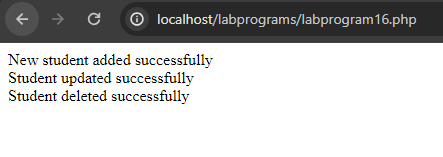 localhost/labprograms/labprogram16.php
New student added successfully
Student updated successfully
Student deleted successfully